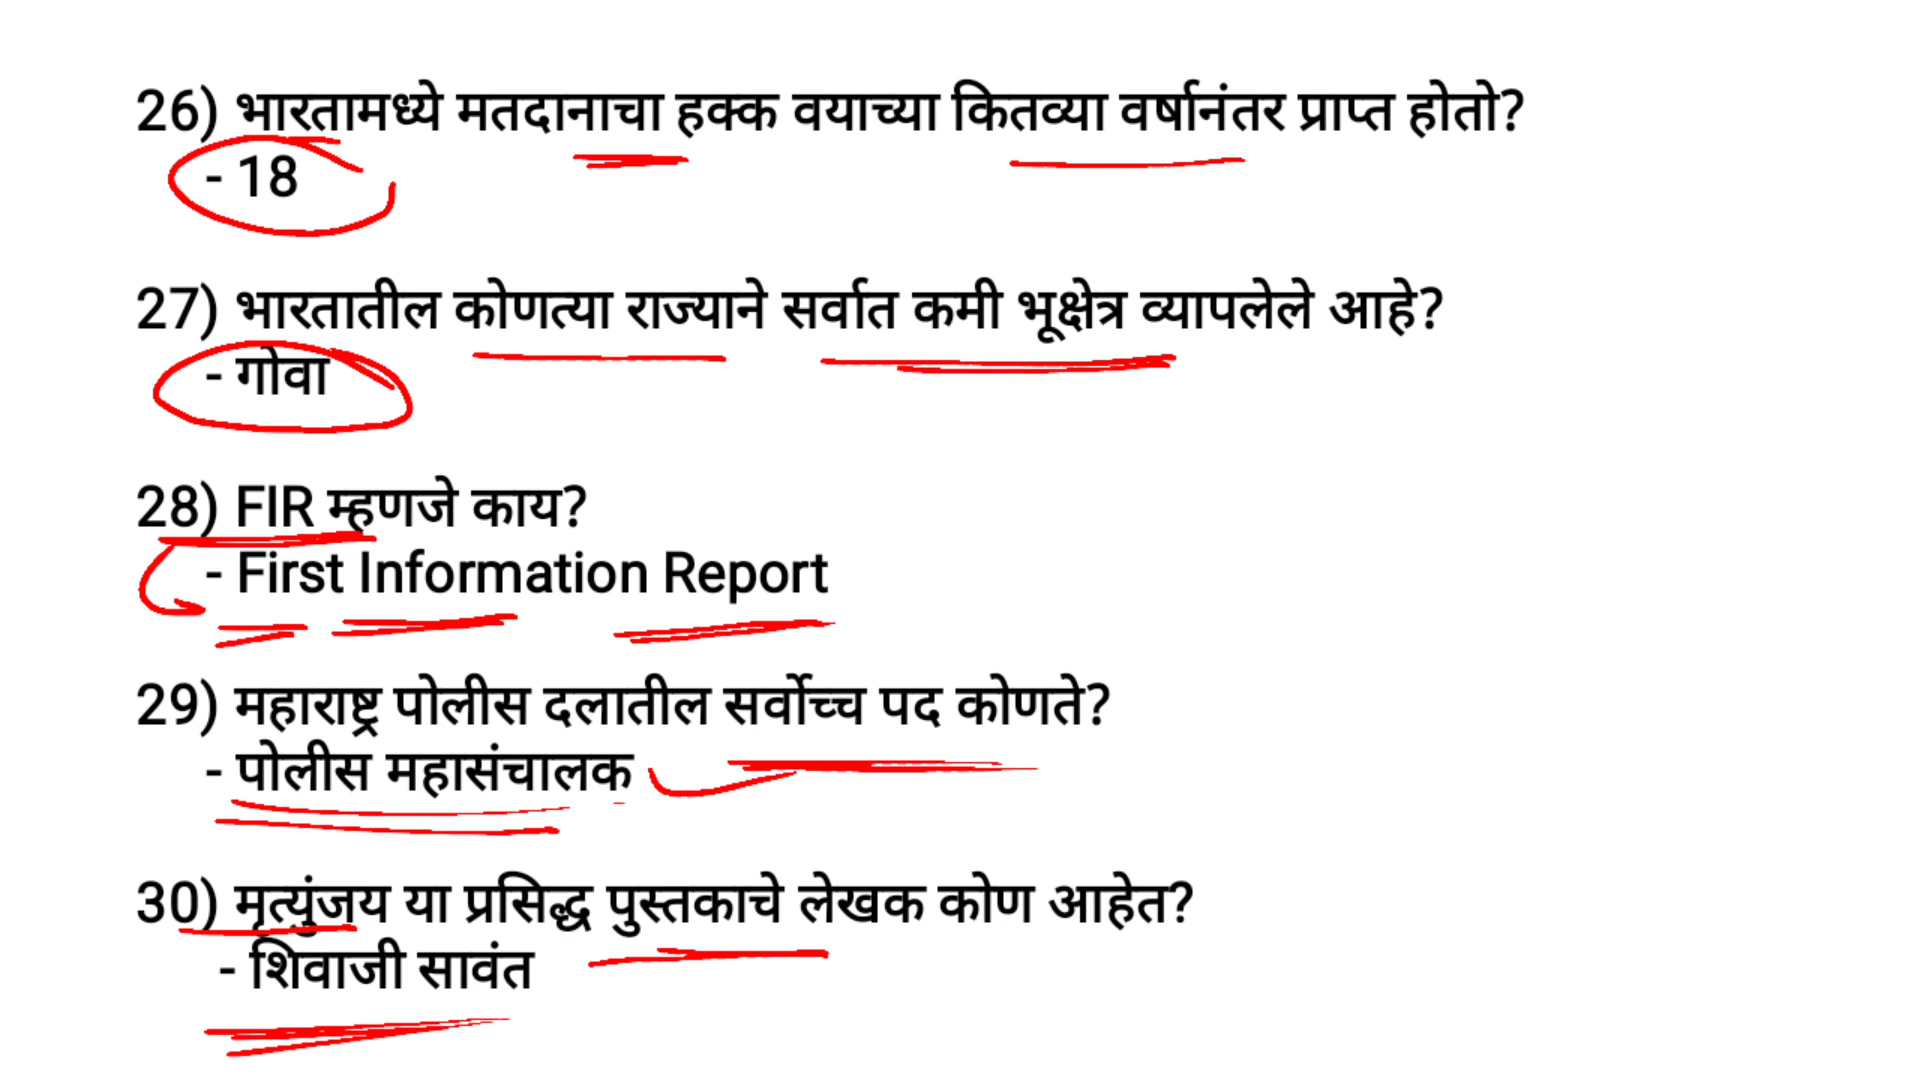 26) भारतामध्ये मतदानाचा हक्क वयाच्या कितव्या वर्षानंतर प्राप्त होतो?
- 18
27) भारतातील कोणत्या राज्याने सर्वात कमी भूक्षेत्र व्यापलेले आहे?
- गोवा
28) FIR म्हणजे काय?
- First Information Report
29) महाराष्ट्र पोलीस दलातील सर्वोच्च पद कोणते?
- पोलीस महासंचालक
30) मृत्युंजय या प्रसिद्ध पुस्तकाचे लेखक कोण आहेत?
- शिवाजी सावंत